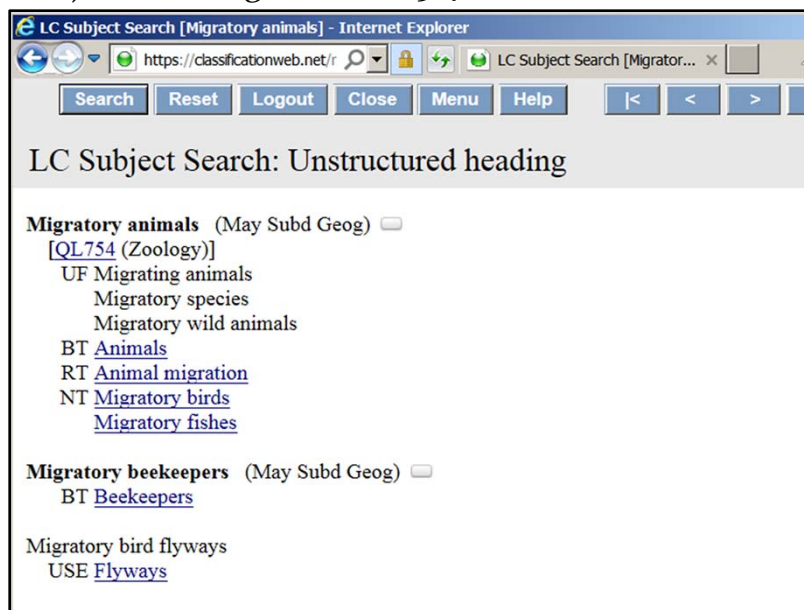 LC Subject Search [Migratory animals] - Internet Explorer
https://classificationweb.net/r
LC Subject Search [Migrator... ×
Search Reset Logout Close Menu Help |< < >
LC Subject Search: Unstructured heading
Migratory animals (May Subd Geog)
[QL754 (Zoology)]
UF Migrating animals
Migratory species
Migratory wild animals
BT Animals
RT Animal migration
NT Migratory birds
Migratory fishes
Migratory beekeepers (May Subd Geog)
BT Beekeepers
Migratory bird flyways
USE Flyways